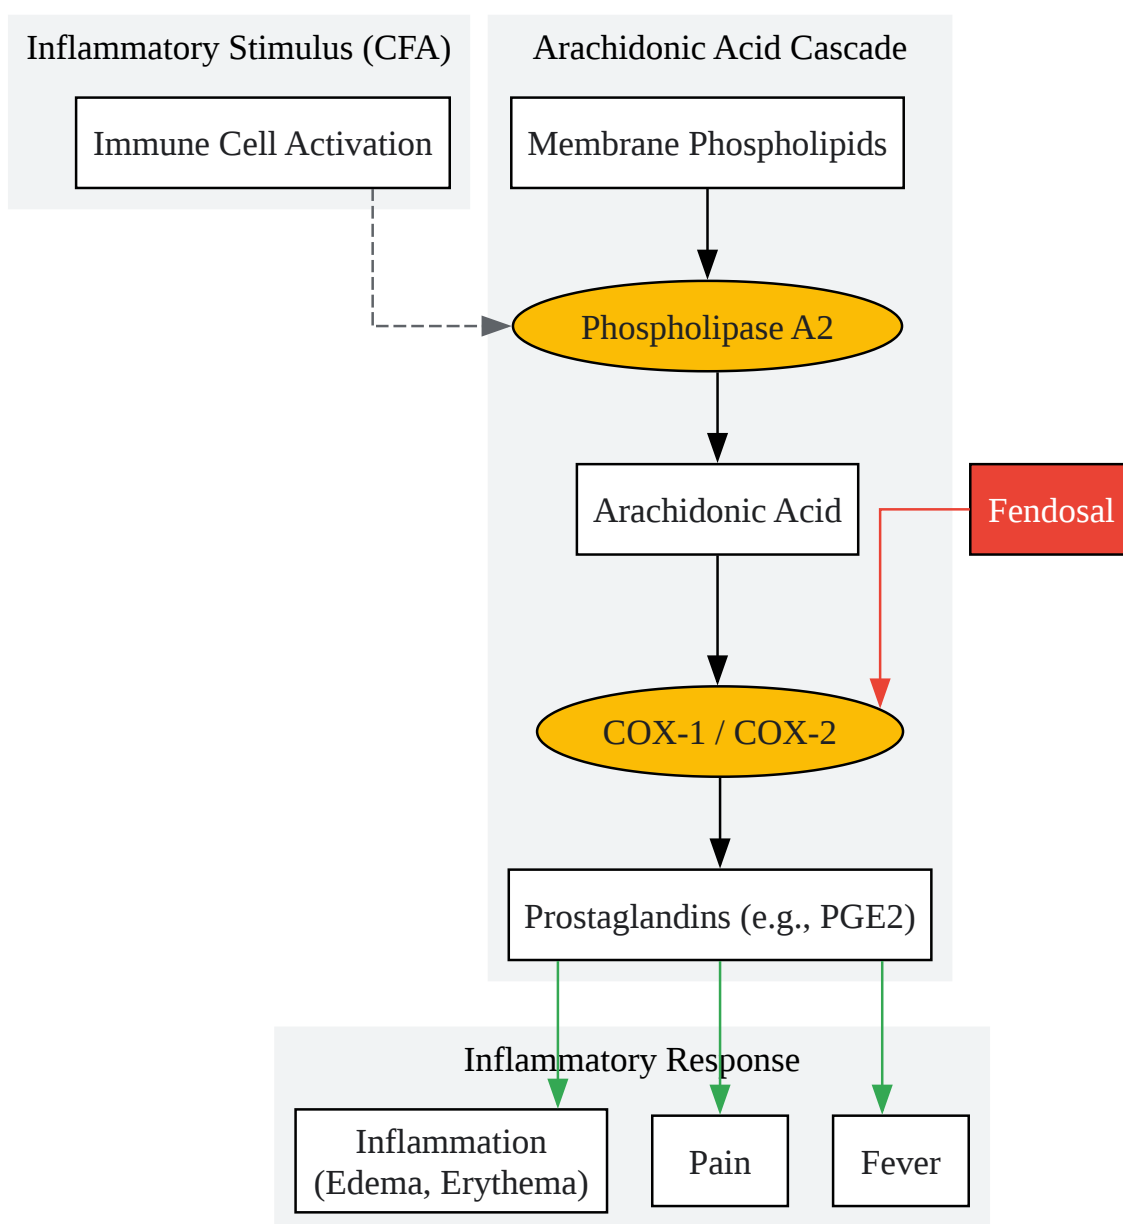 Inflammatory Stimulus (CFA)
Immune Cell Activation
Arachidonic Acid Cascade
Membrane Phospholipids
Phospholipase A2
Arachidonic Acid
Fendosal
COX-1 / COX-2
Prostaglandins (e.g., PGE2)
Inflammatory Response
Inflammation
(Edema, Erythema)
Pain
Fever